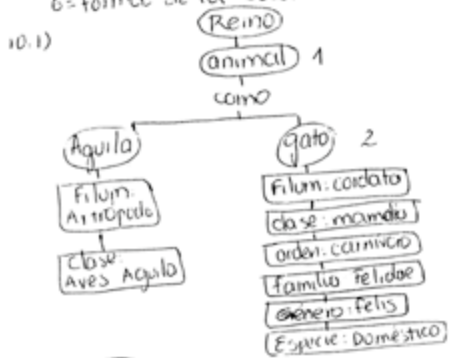 Reino
10.1)
animal 1
como
Aguila
gato 2
Filum:
Artropodo
Clase:
Aves Aguila
Filum: cordato
clase: mamifero
orden: carnivoro
familia Felidae
Género: felis
Especie: Domestico